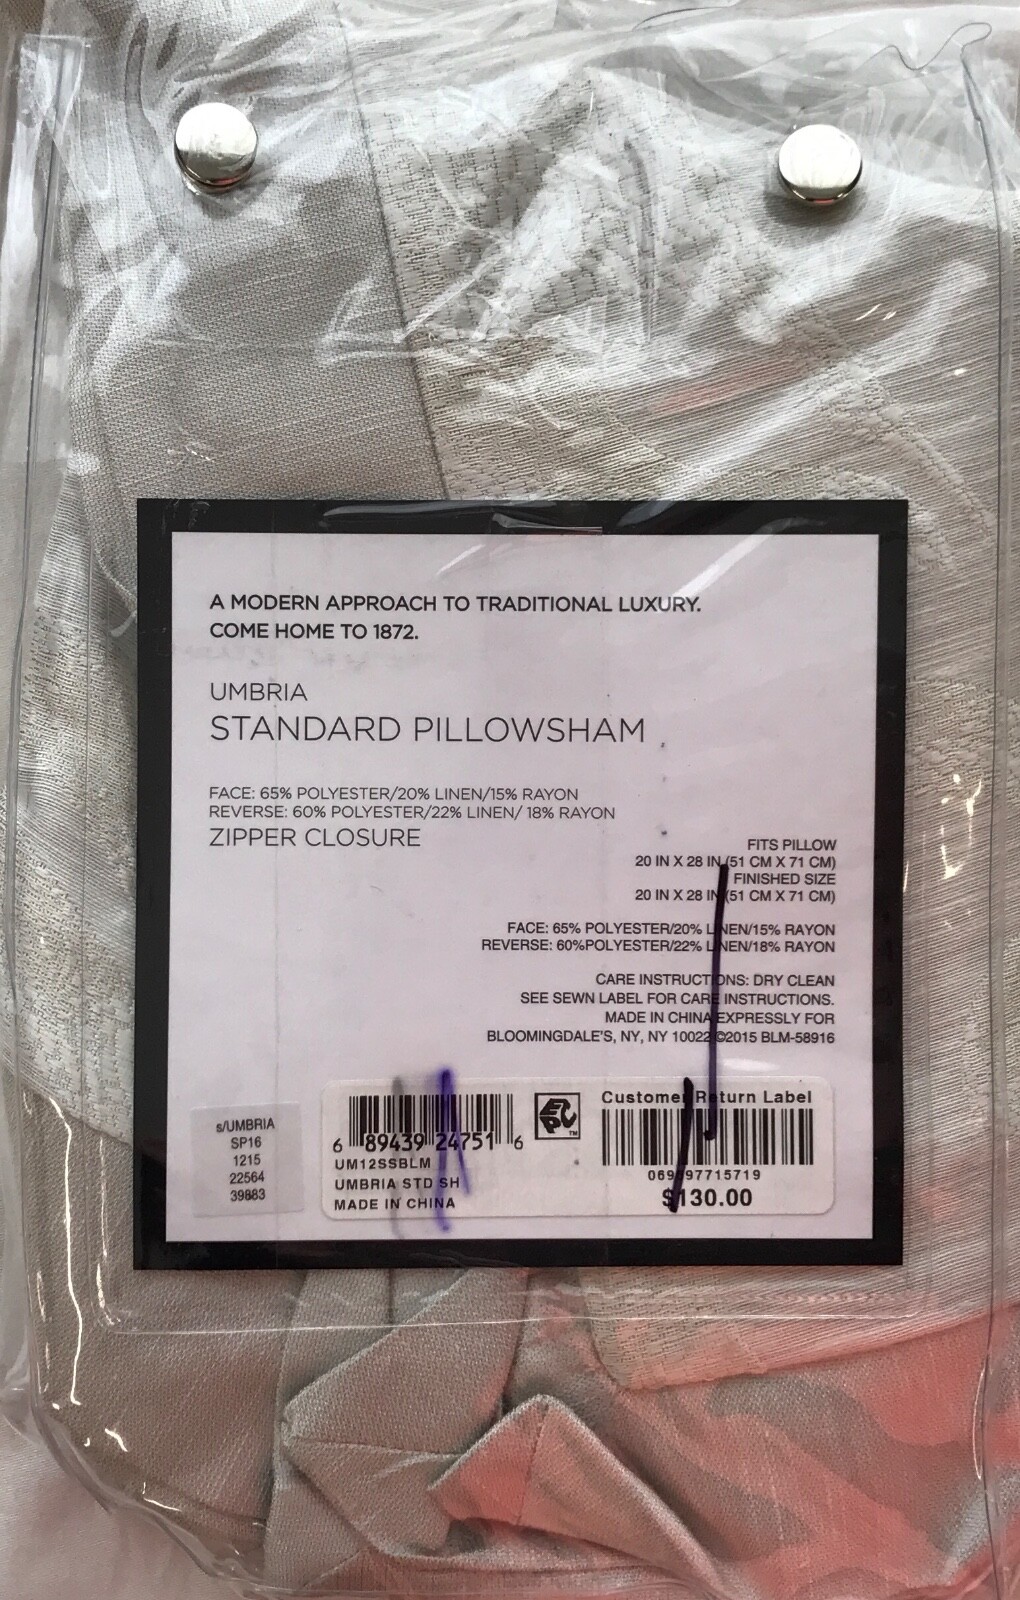 A MODERN APPROACH TO TRADITIONAL LUXURY.
COME HOME TO 1872.
UMBRIA
STANDARD PILLOWSHAM
FACE: 65% POLYESTER/20% LINEN/15% RAYON
REVERSE: 60% POLYESTER/22% LINEN/ 18% RAYON
ZIPPER CLOSURE
FITS PILLOW
20 IN X 28 IN (51 CM X 71 CM)
FINISHED SIZE
20 IN X 28 IN (51 CM X 71 CM)
FACE: 65% POLYESTER/20% LINEN/15% RAYON
REVERSE: 60%POLYESTER/22% LINEN/18% RAYON
CARE INSTRUCTIONS: DRY CLEAN
SEE SEWN LABEL FOR CARE INSTRUCTIONS.
MADE IN CHINA EXPRESSLY FOR
BLOOMINGDALE'S, NY, NY 10022 ©2015 BLM-58916
s/UMBRIA
SP16
1215
22564
39883
6 89439 24751 6
UM12SSBLM
UMBRIA STD SH
MADE IN CHINA
EPC™
Customer Return Label
$130.00